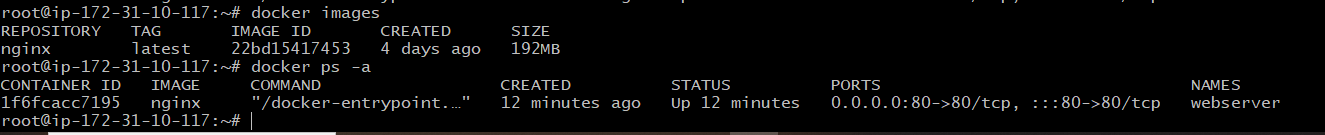 root@ip-172-31-10-117:~# docker images
REPOSITORY   TAG       IMAGE ID       CREATED      SIZE
nginx        latest    22bd15417453   4 days ago   192MB
root@ip-172-31-10-117:~# docker ps -a
CONTAINER ID   IMAGE     COMMAND                  CREATED          STATUS          PORTS                               NAMES
1f6fcacc7195   nginx     "/docker-entrypoint.…"   12 minutes ago   Up 12 minutes   0.0.0.0:80->80/tcp, :::80->80/tcp   webserver
root@ip-172-31-10-117:~#